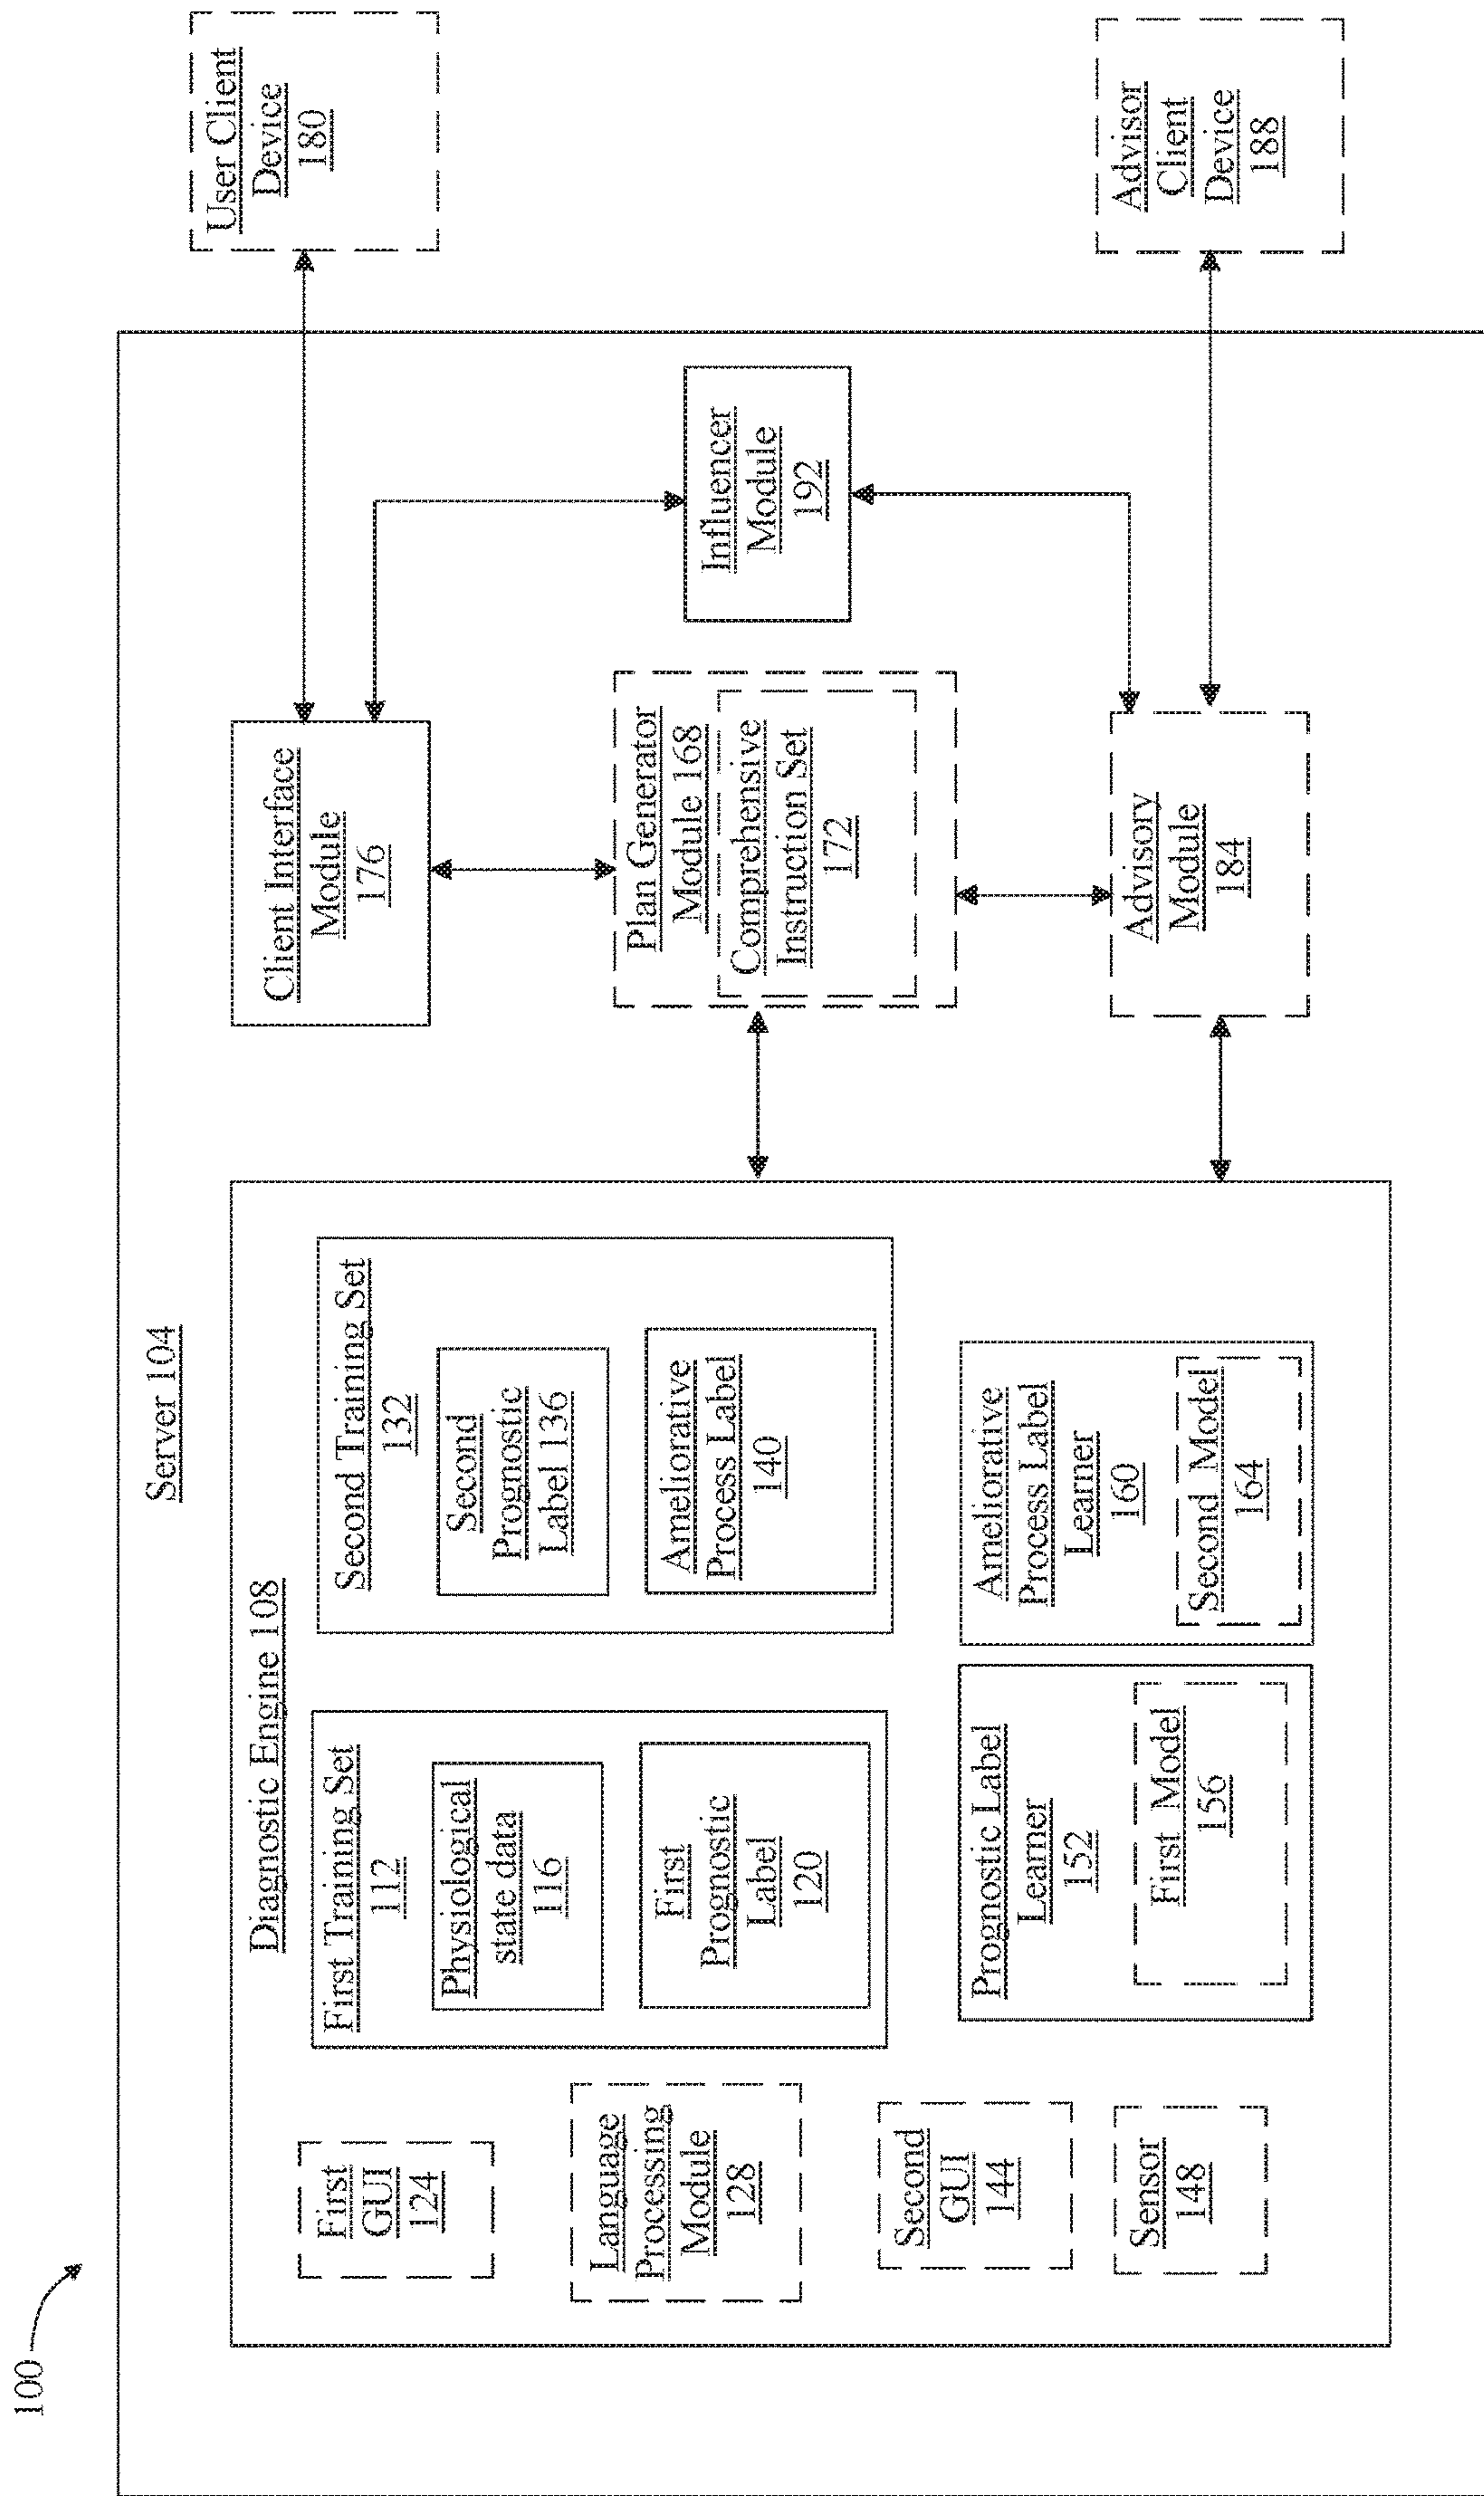 100
Server 104
Diagnostic Engine 108
First
GUI
124
Language
Processing
Module
128
Second
GUI
144
Sensor
148
First Training Set
112
Physiological
state data
116
First
Prognostic
Label
120
Prognostic Label
Learner
152
First Model
156
Second Training Set
132
Second
Prognostic
Label 136
Ameliorative
Process Label
140
Ameliorative
Process Label
Learner
160
Second Model
164
Client Interface
Module
176
Plan Generator
Module 168
Comprehensive
Instruction Set
172
Advisory
Module
184
Influencer
Module
192
User Client
Device
180
Advisor
Client
Device
188